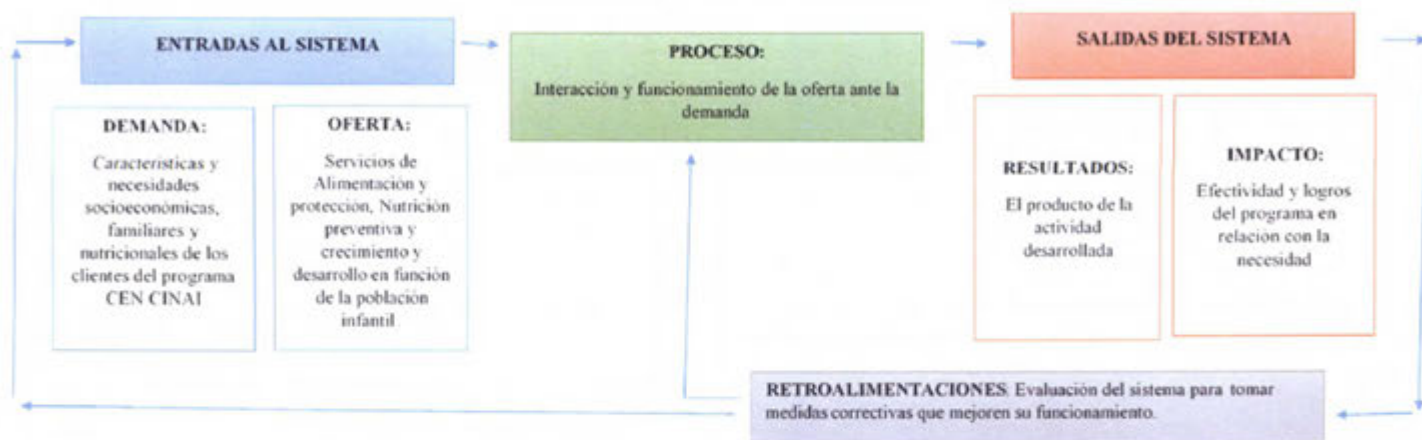 ENTRADAS AL SISTEMA
DEMANDA:
Características y
necesidades
socioeconómicas,
familiares y
nutricionales de los
clientes del programa
CEN CINAI
OFERTA:
Servicios de
Alimentación y
protección, Nutrición
preventiva y
crecimiento y
desarrollo en función
de la población
infantil
PROCESO:
Interacción y funcionamiento de la oferta ante la
demanda
SALIDAS DEL SISTEMA
RESULTADOS:
El producto de la
actividad
desarrollada
IMPACTO:
Efectividad y logros
del programa en
relación con la
necesidad
RETROALIMENTACIONES. Evaluación del sistema para tomar
medidas correctivas que mejoren su funcionamiento.